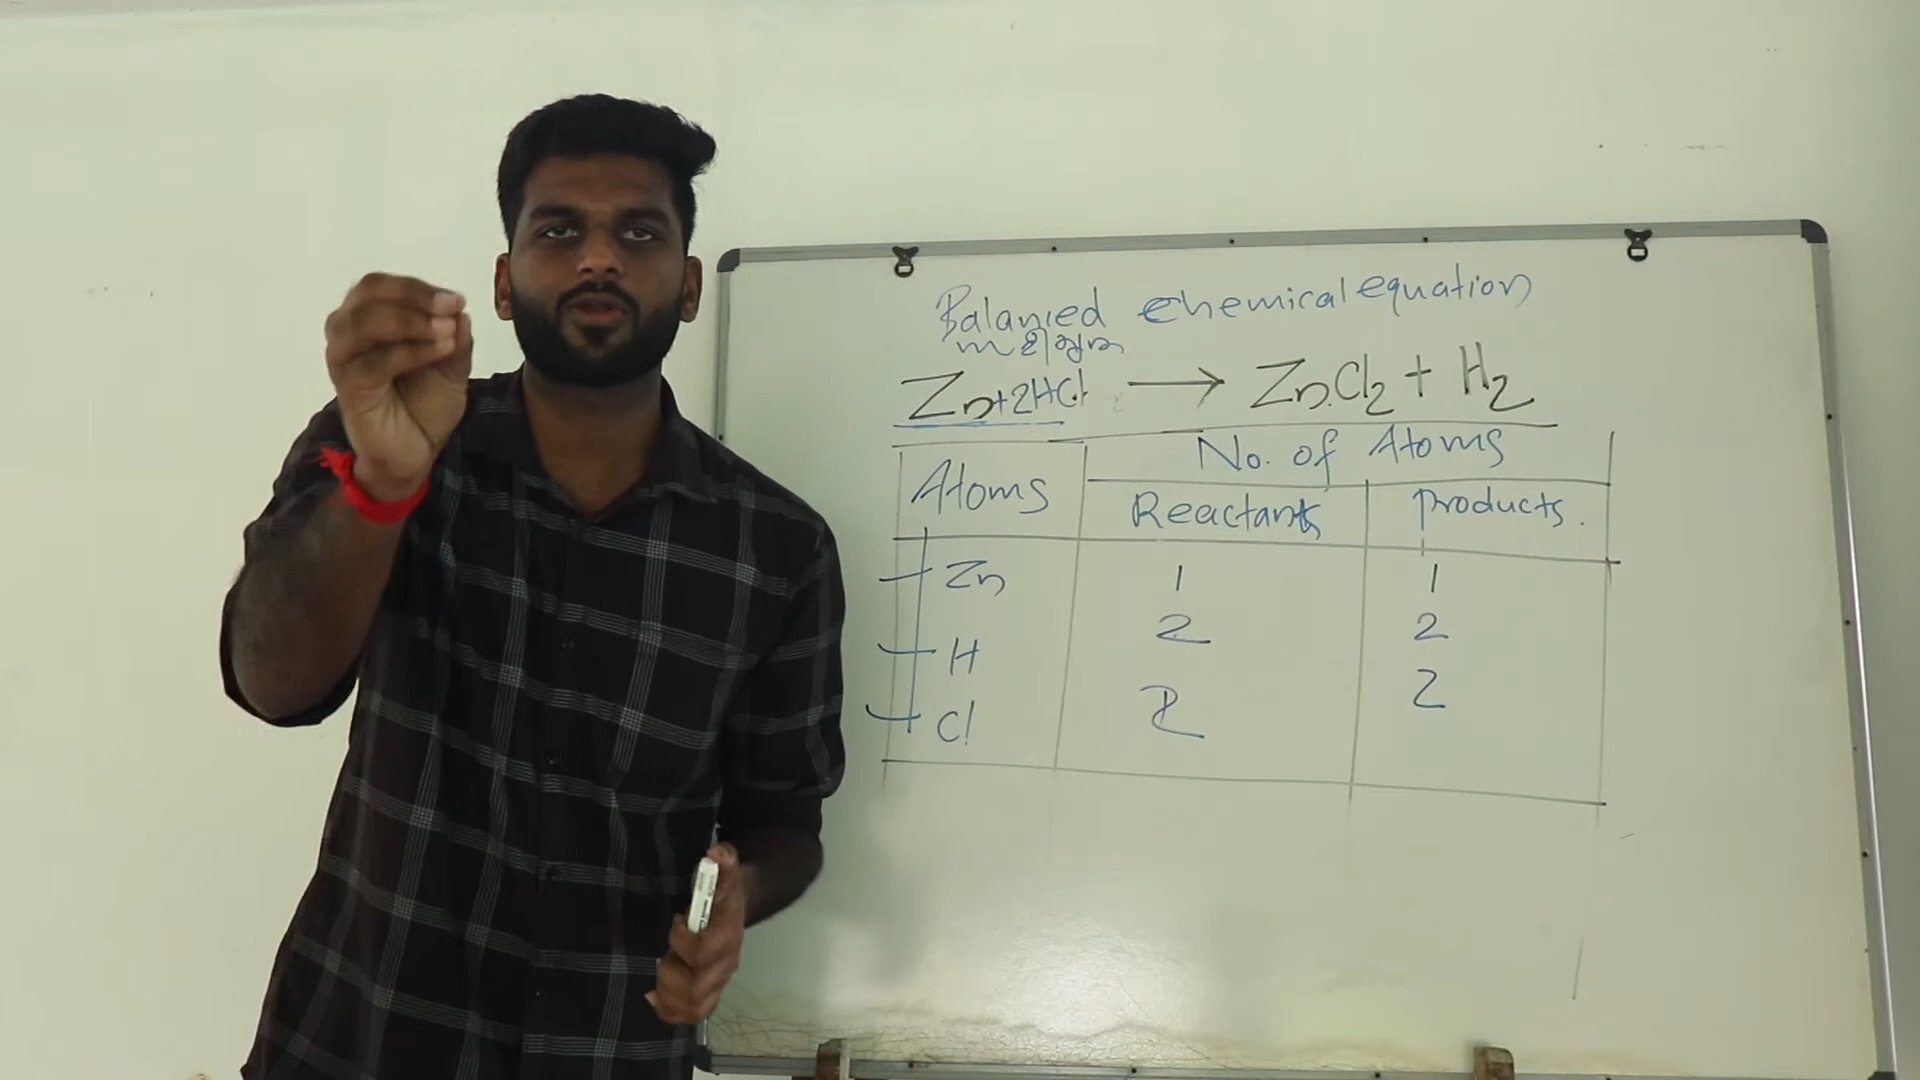 Balancied chemical equation
Zn+2HCl → ZnCl2 + H2
Atoms
No. of Atoms
Reactants
products.
Zn 1 1
H 2 2
Cl 2 2